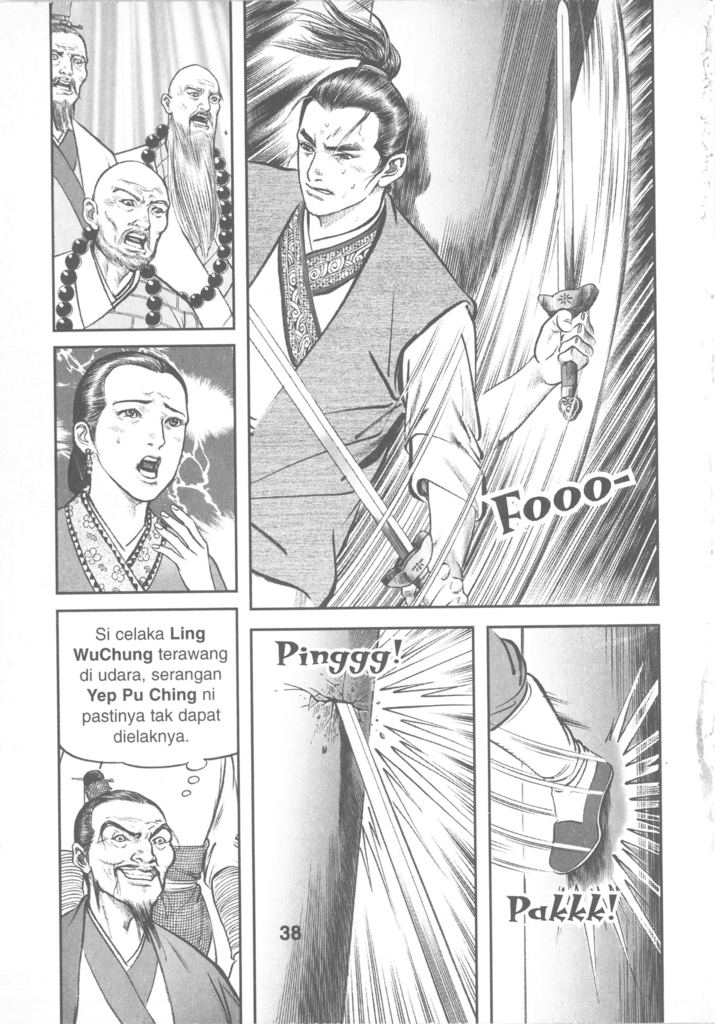 Fooo-
Si celaka Ling
WuChung terawang
di udara, serangan
Yep Pu Ching ni
pastinya tak dapat
dielaknya.
Pinggg!
Pakkk!
38